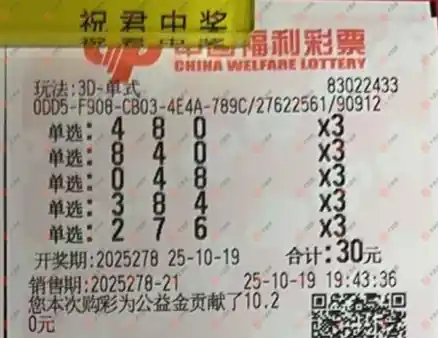 祝君中奖
中国福利彩票
CHINA WELFARE LOTTERY
玩法:3D-单式 83022433
0DD5-F908-CB03-4E4A-789C/27622561/90912
单选: 4 8 0 X3
单选: 8 4 0 X3
单选: 0 4 8 X3
单选: 3 8 4 X3
单选: 2 7 6 X3
开奖期:2025278 25-10-19 合计:30元
销售期:2025278-21 25-10-19 19:43:36
您本次购彩为公益金贡献了10.2
0元